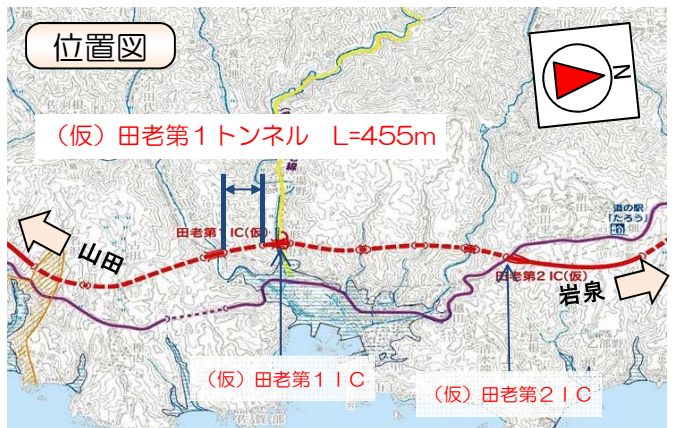 位置図
N
（仮）田老第１トンネル　L=455m
線
田老第1IC(仮)
道の駅
「たろう」
山田
田老第2IC(仮)
岩泉
（仮）田老第１ＩＣ
（仮）田老第２ＩＣ